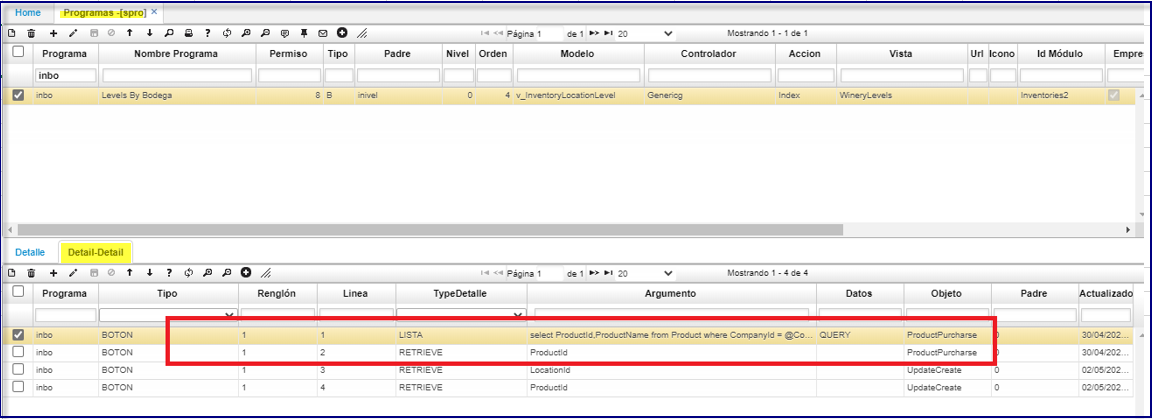 Home Programas -[spro] ×
Página 1 de 1 20 Mostrando 1 - 1 de 1
Programa Nombre Programa Permiso Tipo Padre Nivel Orden Modelo Controlador Accion Vista Url Icono Id Módulo Empres
inbo
inbo Levels By Bodega 8 B inivel 0 4 v_InventoryLocationLevel Genericg Index WineryLevels Inventories2
Detalle Detail-Detail
Página 1 de 1 20 Mostrando 1 - 4 de 4
Programa Tipo Renglón Linea TypeDetalle Argumento Datos Objeto Padre Actualizado
inbo BOTON 1 1 LISTA select ProductId,ProductName from Product where CompanyId = @Co... QUERY ProductPurcharse 0 30/04/202...
inbo BOTON 1 2 RETRIEVE ProductId ProductPurcharse 0 30/04/202...
inbo BOTON 1 3 RETRIEVE LocationId UpdateCreate 0 02/05/202...
inbo BOTON 1 4 RETRIEVE ProductId UpdateCreate 0 02/05/202...